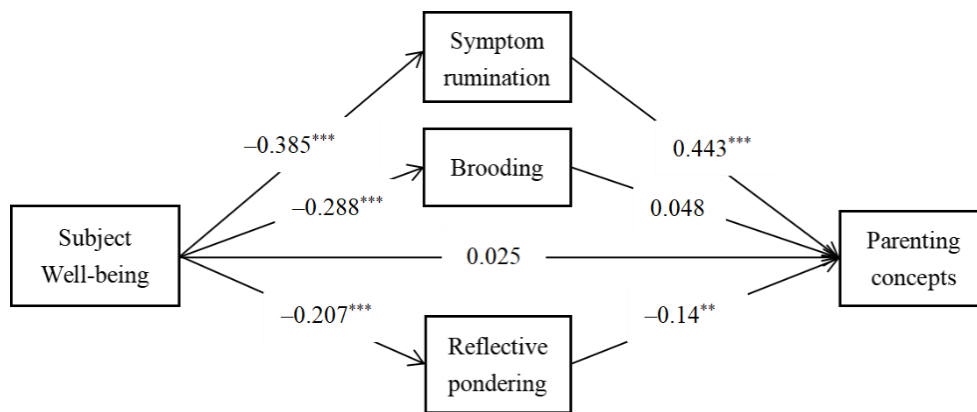 Symptom
rumination
–0.385***
0.443***
Brooding
–0.288***
0.048
Subject
Well-being
0.025
Parenting
concepts
–0.207***
–0.14**
Reflective
pondering